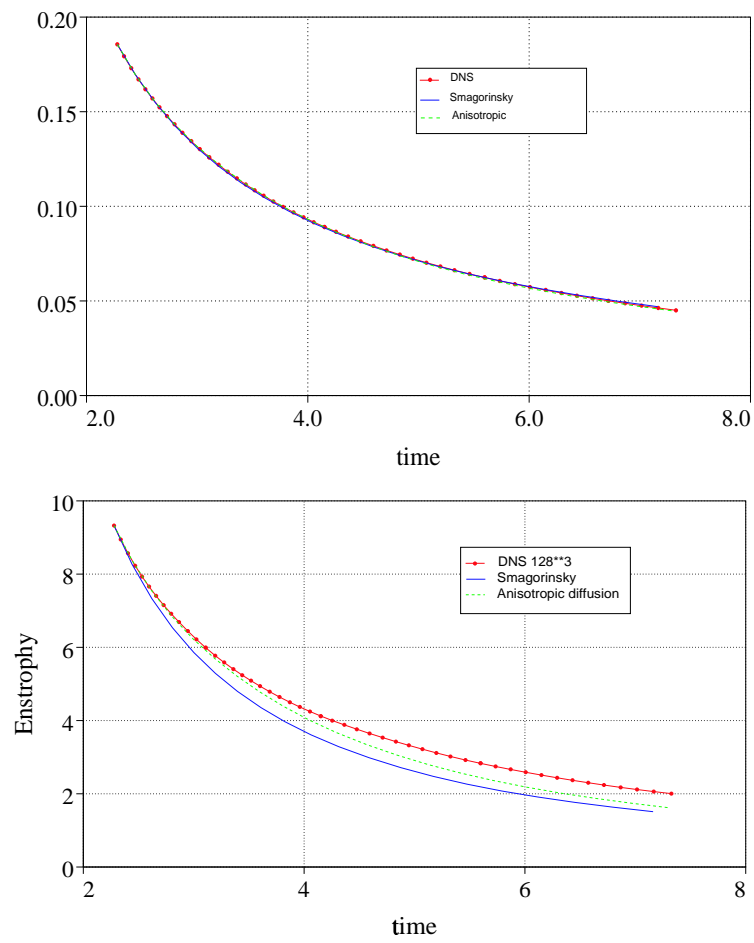 0.20
DNS
Smagorinsky
Anisotropic
0.15
0.10
0.05
0.00
2.0 4.0 6.0 8.0
time
10
DNS 128**3
Smagorinsky
Anisotropic diffusion
8
6
Enstrophy
4
2
0
2 4 6 8
time